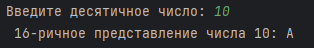 Введите десятичное число: 10
16-ричное представление числа 10: A